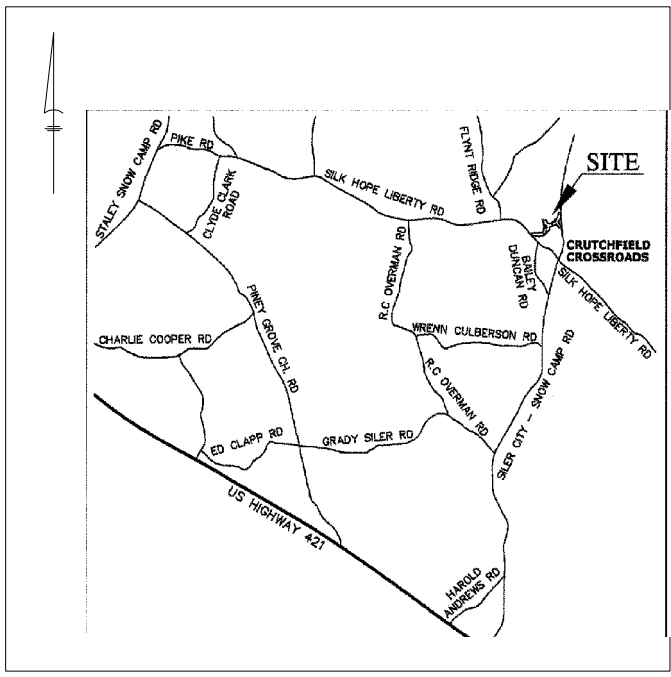 STALEY SNOW CAMP RD
PIKE RD
CLYDE CLARK
ROAD
SILK HOPE LIBERTY RD
FLYNT RIDGE RD
SITE
CRUTCHFIELD
CROSSROADS
BAILEY
DUNCAN RD
SILK HOPE LIBERTY RD
R.C OVERMAN RD
PINEY GROVE CH. RD
CHARLIE COOPER RD
WRENN CULBERSON RD
R.C OVERMAN RD
SILER CITY - SNOW CAMP RD
ED CLAPP RD
GRADY SILER RD
US HIGHWAY 421
HAROLD
ANDREWS RD